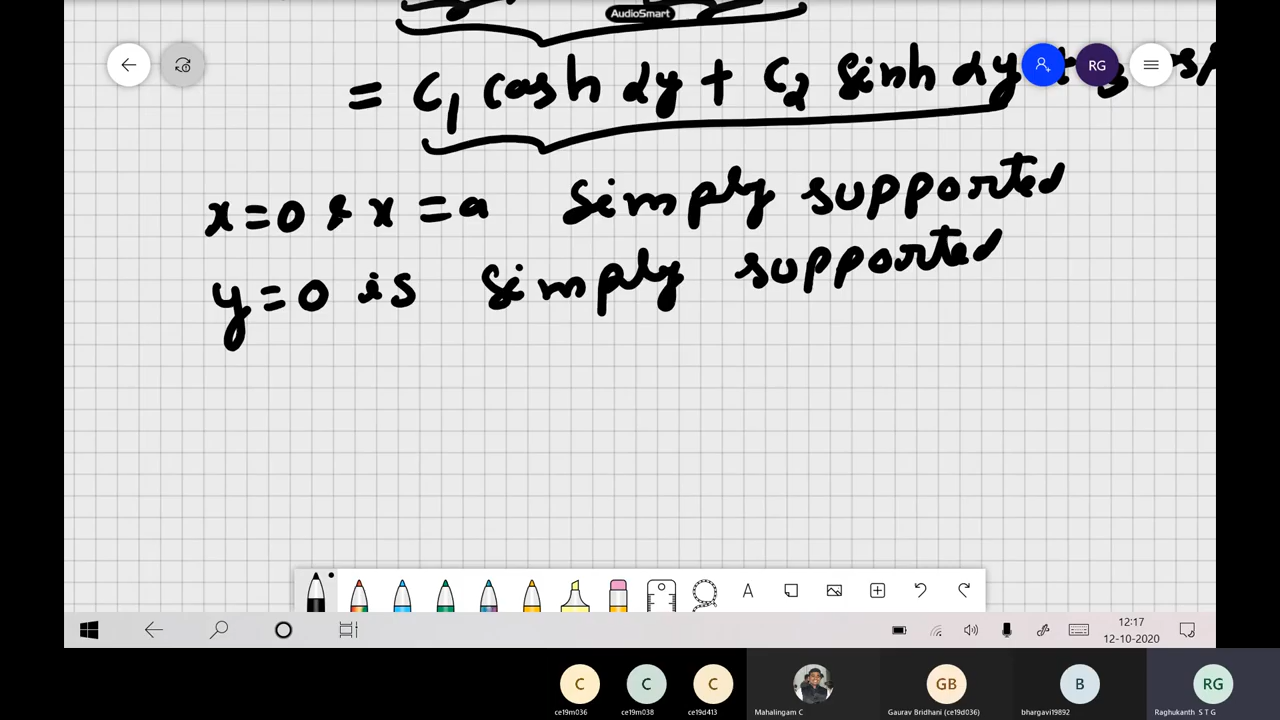 AudioSmart
= C₁ cosh αy + C₂ sinh αy +
RG
x=0 & x = a simply supported
y=0 is simply supported
A
12:17
12-10-2020
C
C
C
GB
B
RG
ce19m036
ce19m038
ce19d413
Mahalingam C
Gaurav Bridhani (ce19d036)
bhargavi19892
Raghukanth S T G